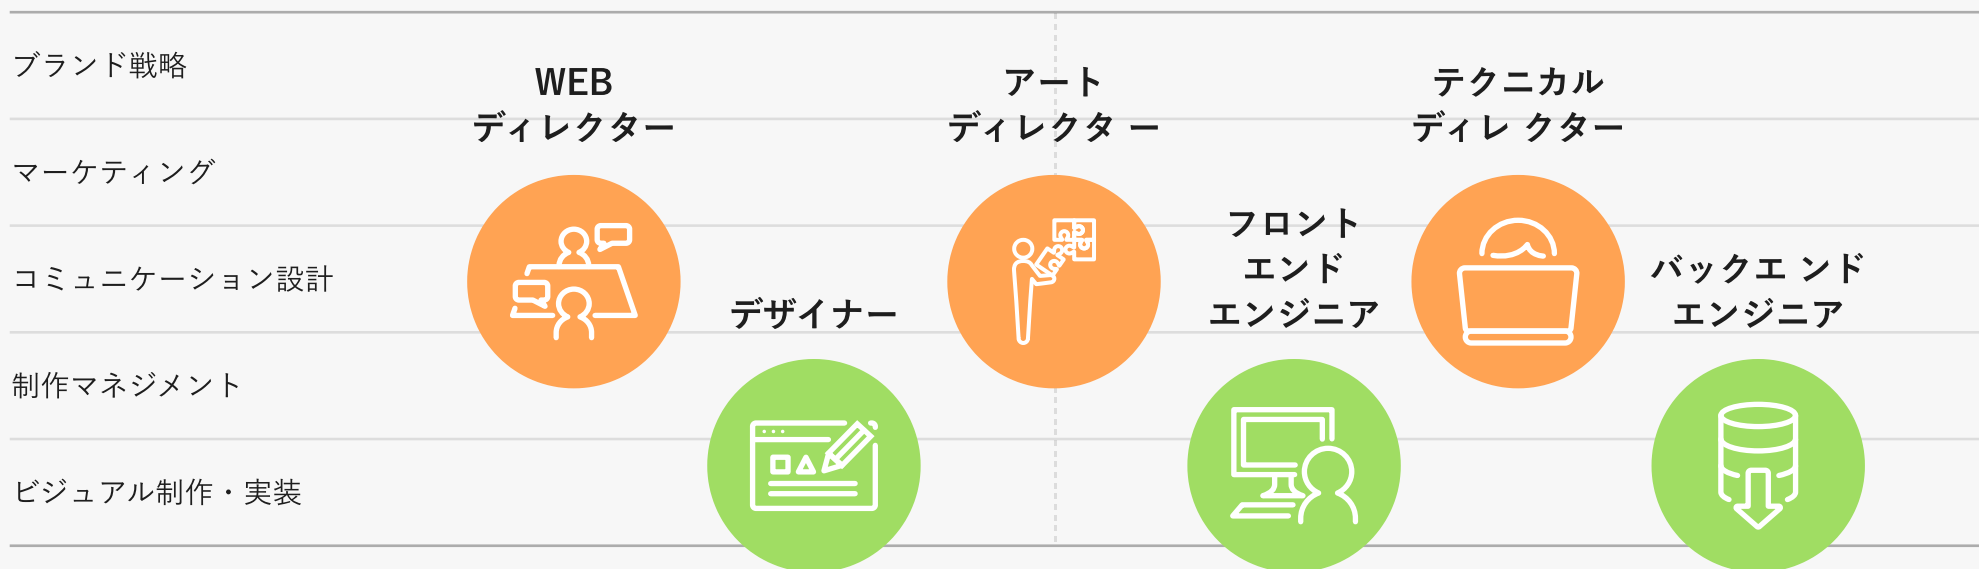 ブランド戦略
マーケティング
コミュニケーション設計
制作マネジメント
ビジュアル制作・実装
WEB
ディレクター
デザイナー
アート
ディレクタ ー
フロント
エンド
エンジニア
テクニカル
ディレ クター
バックエ ンド
エンジニア